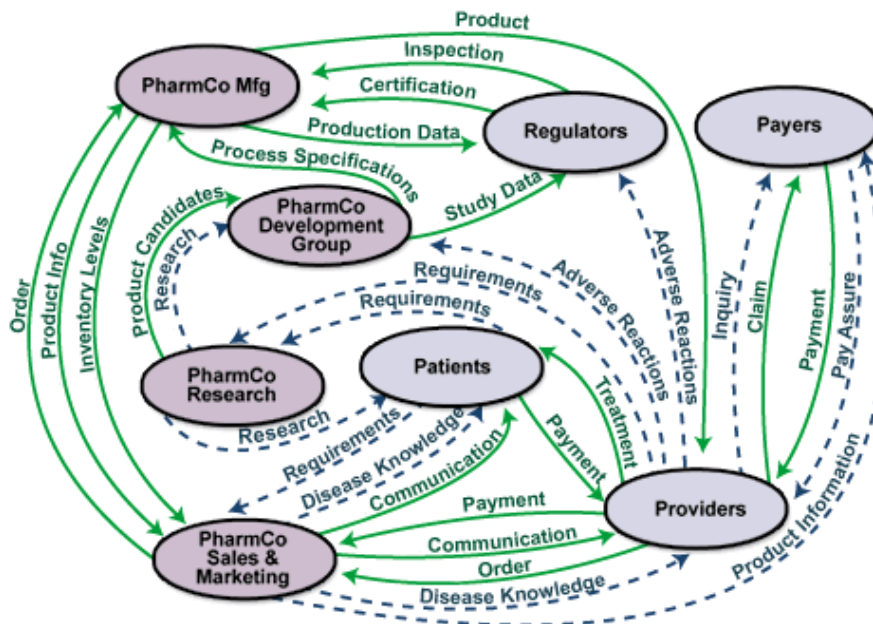 Product
Inspection
PharmCo Mfg
Certification
Regulators
Payers
Production Data
Process Specifications
Study Data
PharmCo
Development
Group
Product Candidates
Research
Adverse Reactions
Adverse Reactions
Requirements
Requirements
Order
Product Info
Inventory Levels
Inquiry
Claim
Payment
Pay Assure
PharmCo
Research
Patients
Treatment
Research
Requirements
Disease Knowledge
Communication
Payment
Payment
Providers
Product Information
PharmCo
Sales &
Marketing
Communication
Order
Disease Knowledge